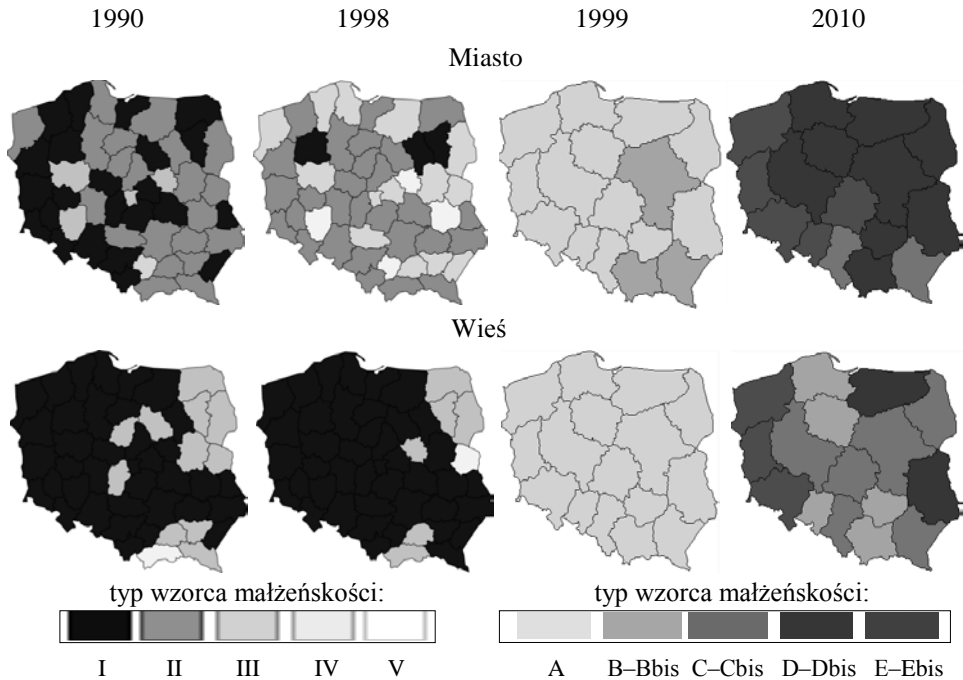 1990 1998 1999 2010
Miasto
Wieś
typ wzorca małżeńskości: typ wzorca małżeńskości:
I II III IV V A B–Bbis C–Cbis D–Dbis E–Ebis